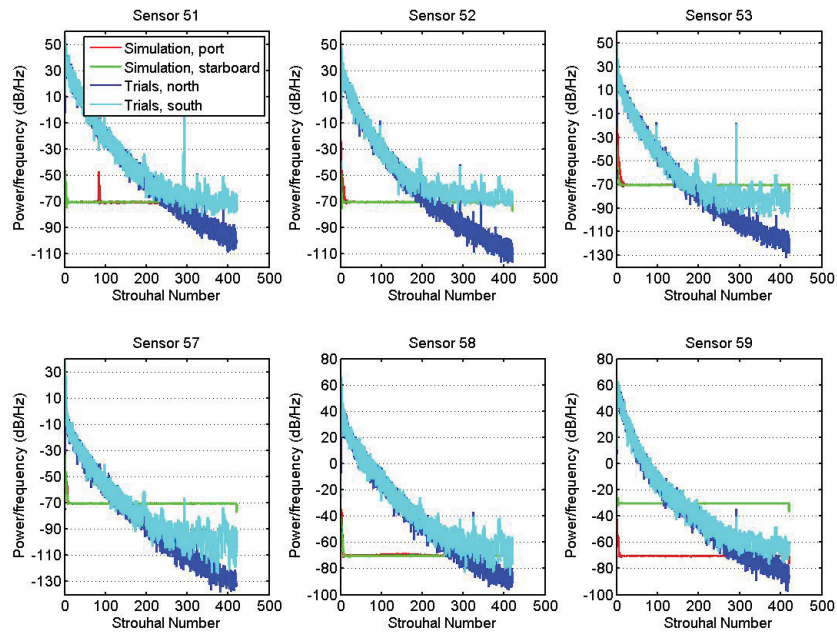 Sensor 51
Sensor 52
Sensor 53
Power/frequency (dB/Hz)
50
30
10
-10
-30
-50
-70
-90
-110
Simulation, port
Simulation, starboard
Trials, north
Trials, south
0 100 200 300 400 500
Strouhal Number
Power/frequency (dB/Hz)
50
30
10
-10
-30
-50
-70
-90
-110
0 100 200 300 400 500
Strouhal Number
Power/frequency (dB/Hz)
50
30
10
-10
-30
-50
-70
-90
-110
-130
0 100 200 300 400 500
Strouhal Number
Sensor 57
Sensor 58
Sensor 59
Power/frequency (dB/Hz)
30
10
-10
-30
-50
-70
-90
-110
-130
0 100 200 300 400 500
Strouhal Number
Power/frequency (dB/Hz)
80
60
40
20
0
-20
-40
-60
-80
-100
0 100 200 300 400 500
Strouhal Number
Power/frequency (dB/Hz)
80
60
40
20
0
-20
-40
-60
-80
-100
0 100 200 300 400 500
Strouhal Number